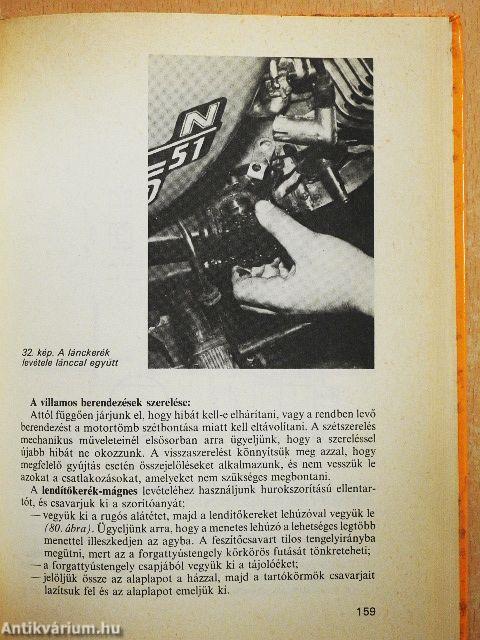 N
51
32. kép. A lánckerék
levétele lánccal együtt
A villamos berendezések szerelése:
Attól függően járjunk el, hogy hibát kell-e elhárítani, vagy a rendben levő
berendezést a motortömb szétbontása miatt kell eltávolítani. A szétszerelés
mechanikus műveleteinél elsősorban arra ügyeljünk, hogy a szereléssel
újabb hibát ne okozzunk. A visszaszerelést könnyítsük meg azzal, hogy
megfelelő gyújtás esetén összejelöléseket alkalmazunk, és nem vesszük le
azokat a csatlakozásokat, amelyeket nem szükséges megbontani.
A lendítőkerék-mágnes levételéhez használjunk hurokszorítású ellentar-
tót, és csavarjuk ki a szorítóanyát;
— vegyük ki a rugós alátétet, majd a lendítőkereket lehúzóval vegyük le
(80. ábra). Ügyeljünk arra, hogy a menetes lehúzó a lehetséges legtöbb
menettel illeszkedjen az agyba. A feszítőcsavart tilos tengelyirányba
megütni, mert az a forgattyústengely körkörös futását tönkreteheti;
— a forgattyústengely csapjából vegyük ki a tájolóéket;
— jelöljük össze az alaplapot a házzal, majd a tartókörmök csavarjait
lazítsuk fel és az alaplapot emeljük ki.
159
Antikvárium.hu